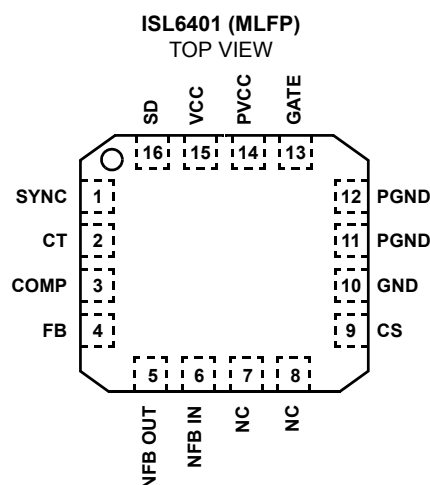 ISL6401 (MLFP)
TOP VIEW
SD VCC PVCC GATE
16 15 14 13
SYNC 1 12 PGND
CT 2 11 PGND
COMP 3 10 GND
FB 4 9 CS
5 6 7 8
NFB OUT NFB IN NC NC